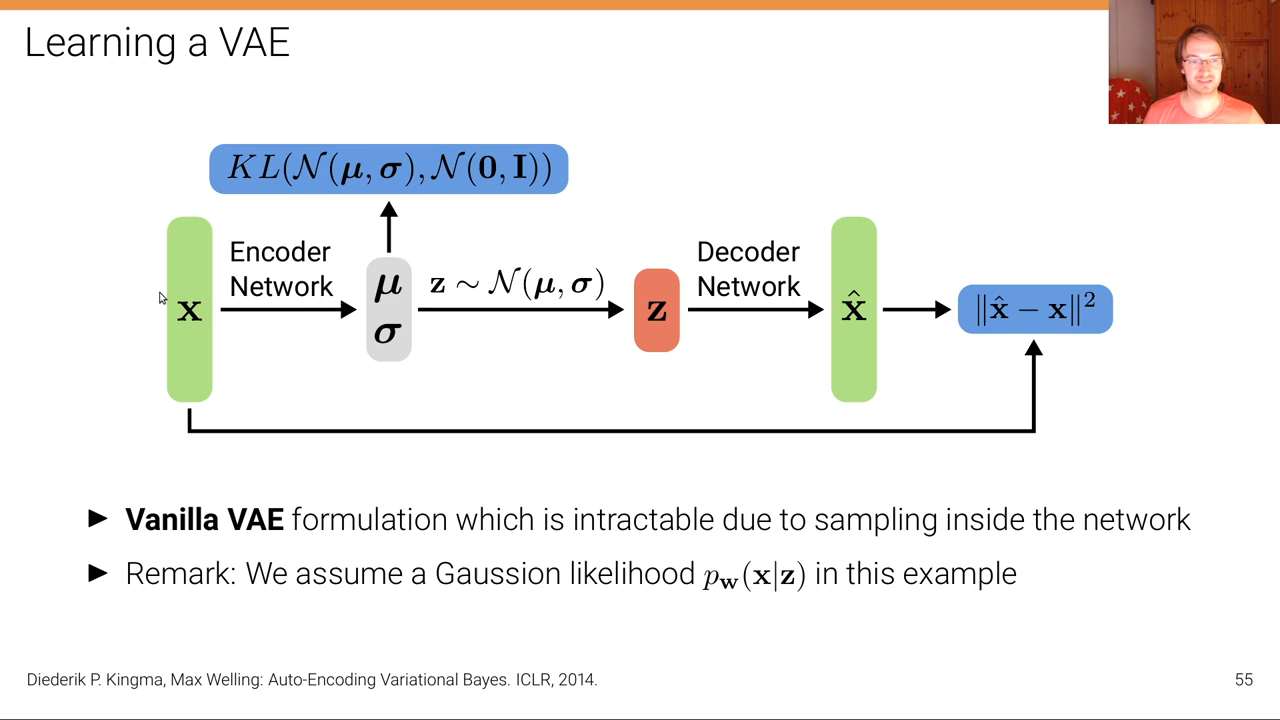 Learning a VAE
KL(𝒩(μ, σ), 𝒩(0, I))
Encoder
Network
x
μ
σ
z ∼ 𝒩(μ, σ)
z
Decoder
Network
x̂
‖x̂ − x‖²
► Vanilla VAE formulation which is intractable due to sampling inside the network
► Remark: We assume a Gaussion likelihood p_w(x|z) in this example
Diederik P. Kingma, Max Welling: Auto-Encoding Variational Bayes. ICLR, 2014.
55